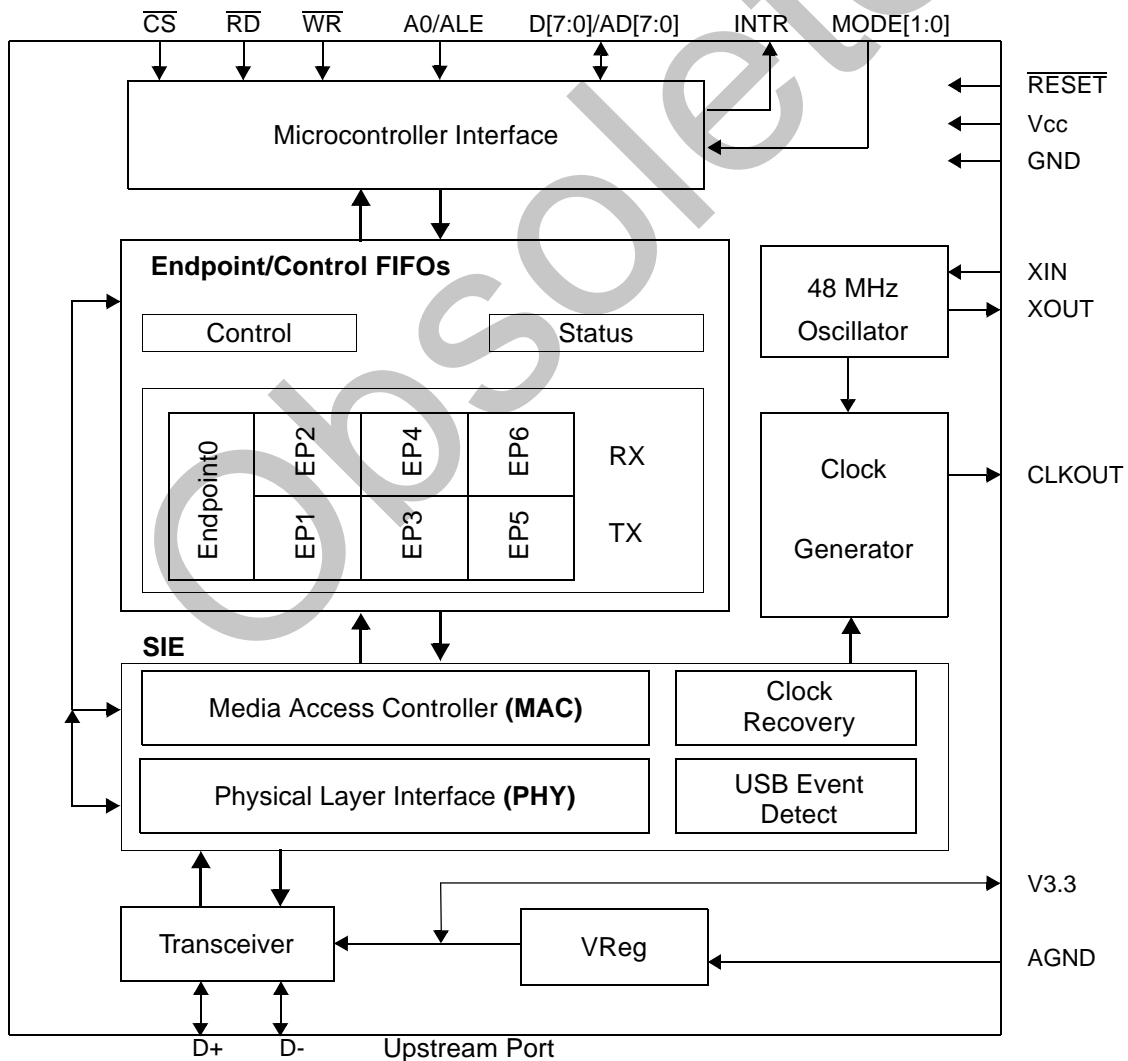 CS RD WR A0/ALE D[7:0]/AD[7:0] INTR MODE[1:0]
RESET
Vcc
GND
Microcontroller Interface
Endpoint/Control FIFOs
Control
Status
Endpoint0
EP2
EP4
EP6
RX
EP1
EP3
EP5
TX
48 MHz
Oscillator
XIN
XOUT
Clock
Generator
CLKOUT
SIE
Media Access Controller (MAC)
Clock
Recovery
Physical Layer Interface (PHY)
USB Event
Detect
Transceiver
VReg
V3.3
AGND
D+ D- Upstream Port
Obsolete